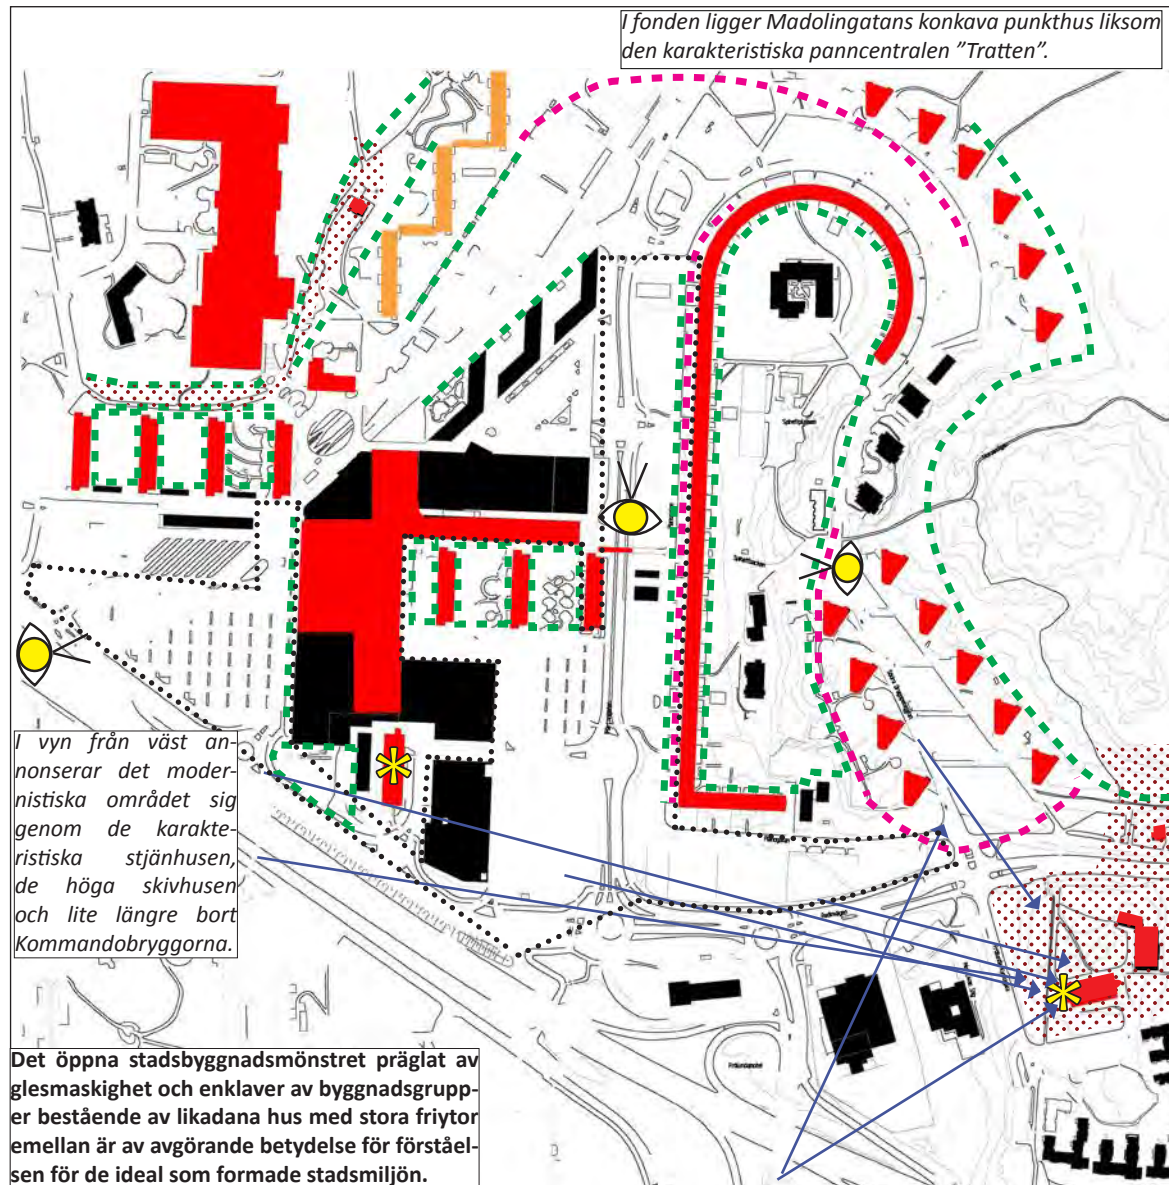 I fonden ligger Madolingatans konkava punkthus liksom
den karakteristiska panncentralen ”Tratten”.
I vyn från väst an-
nonserar det moder-
nistiska området sig
genom de karakte-
ristiska stjänhusen,
de höga skivhusen
och lite längre bort
Kommandobryggorna.
Det öppna stadsbyggnadsmönstret präglat av
glesmaskighet och enklaver av byggnadsgrupp-
er bestående av likadana hus med stora friytor
emellan är av avgörande betydelse för förståel-
sen för de ideal som formade stadsmiljön.